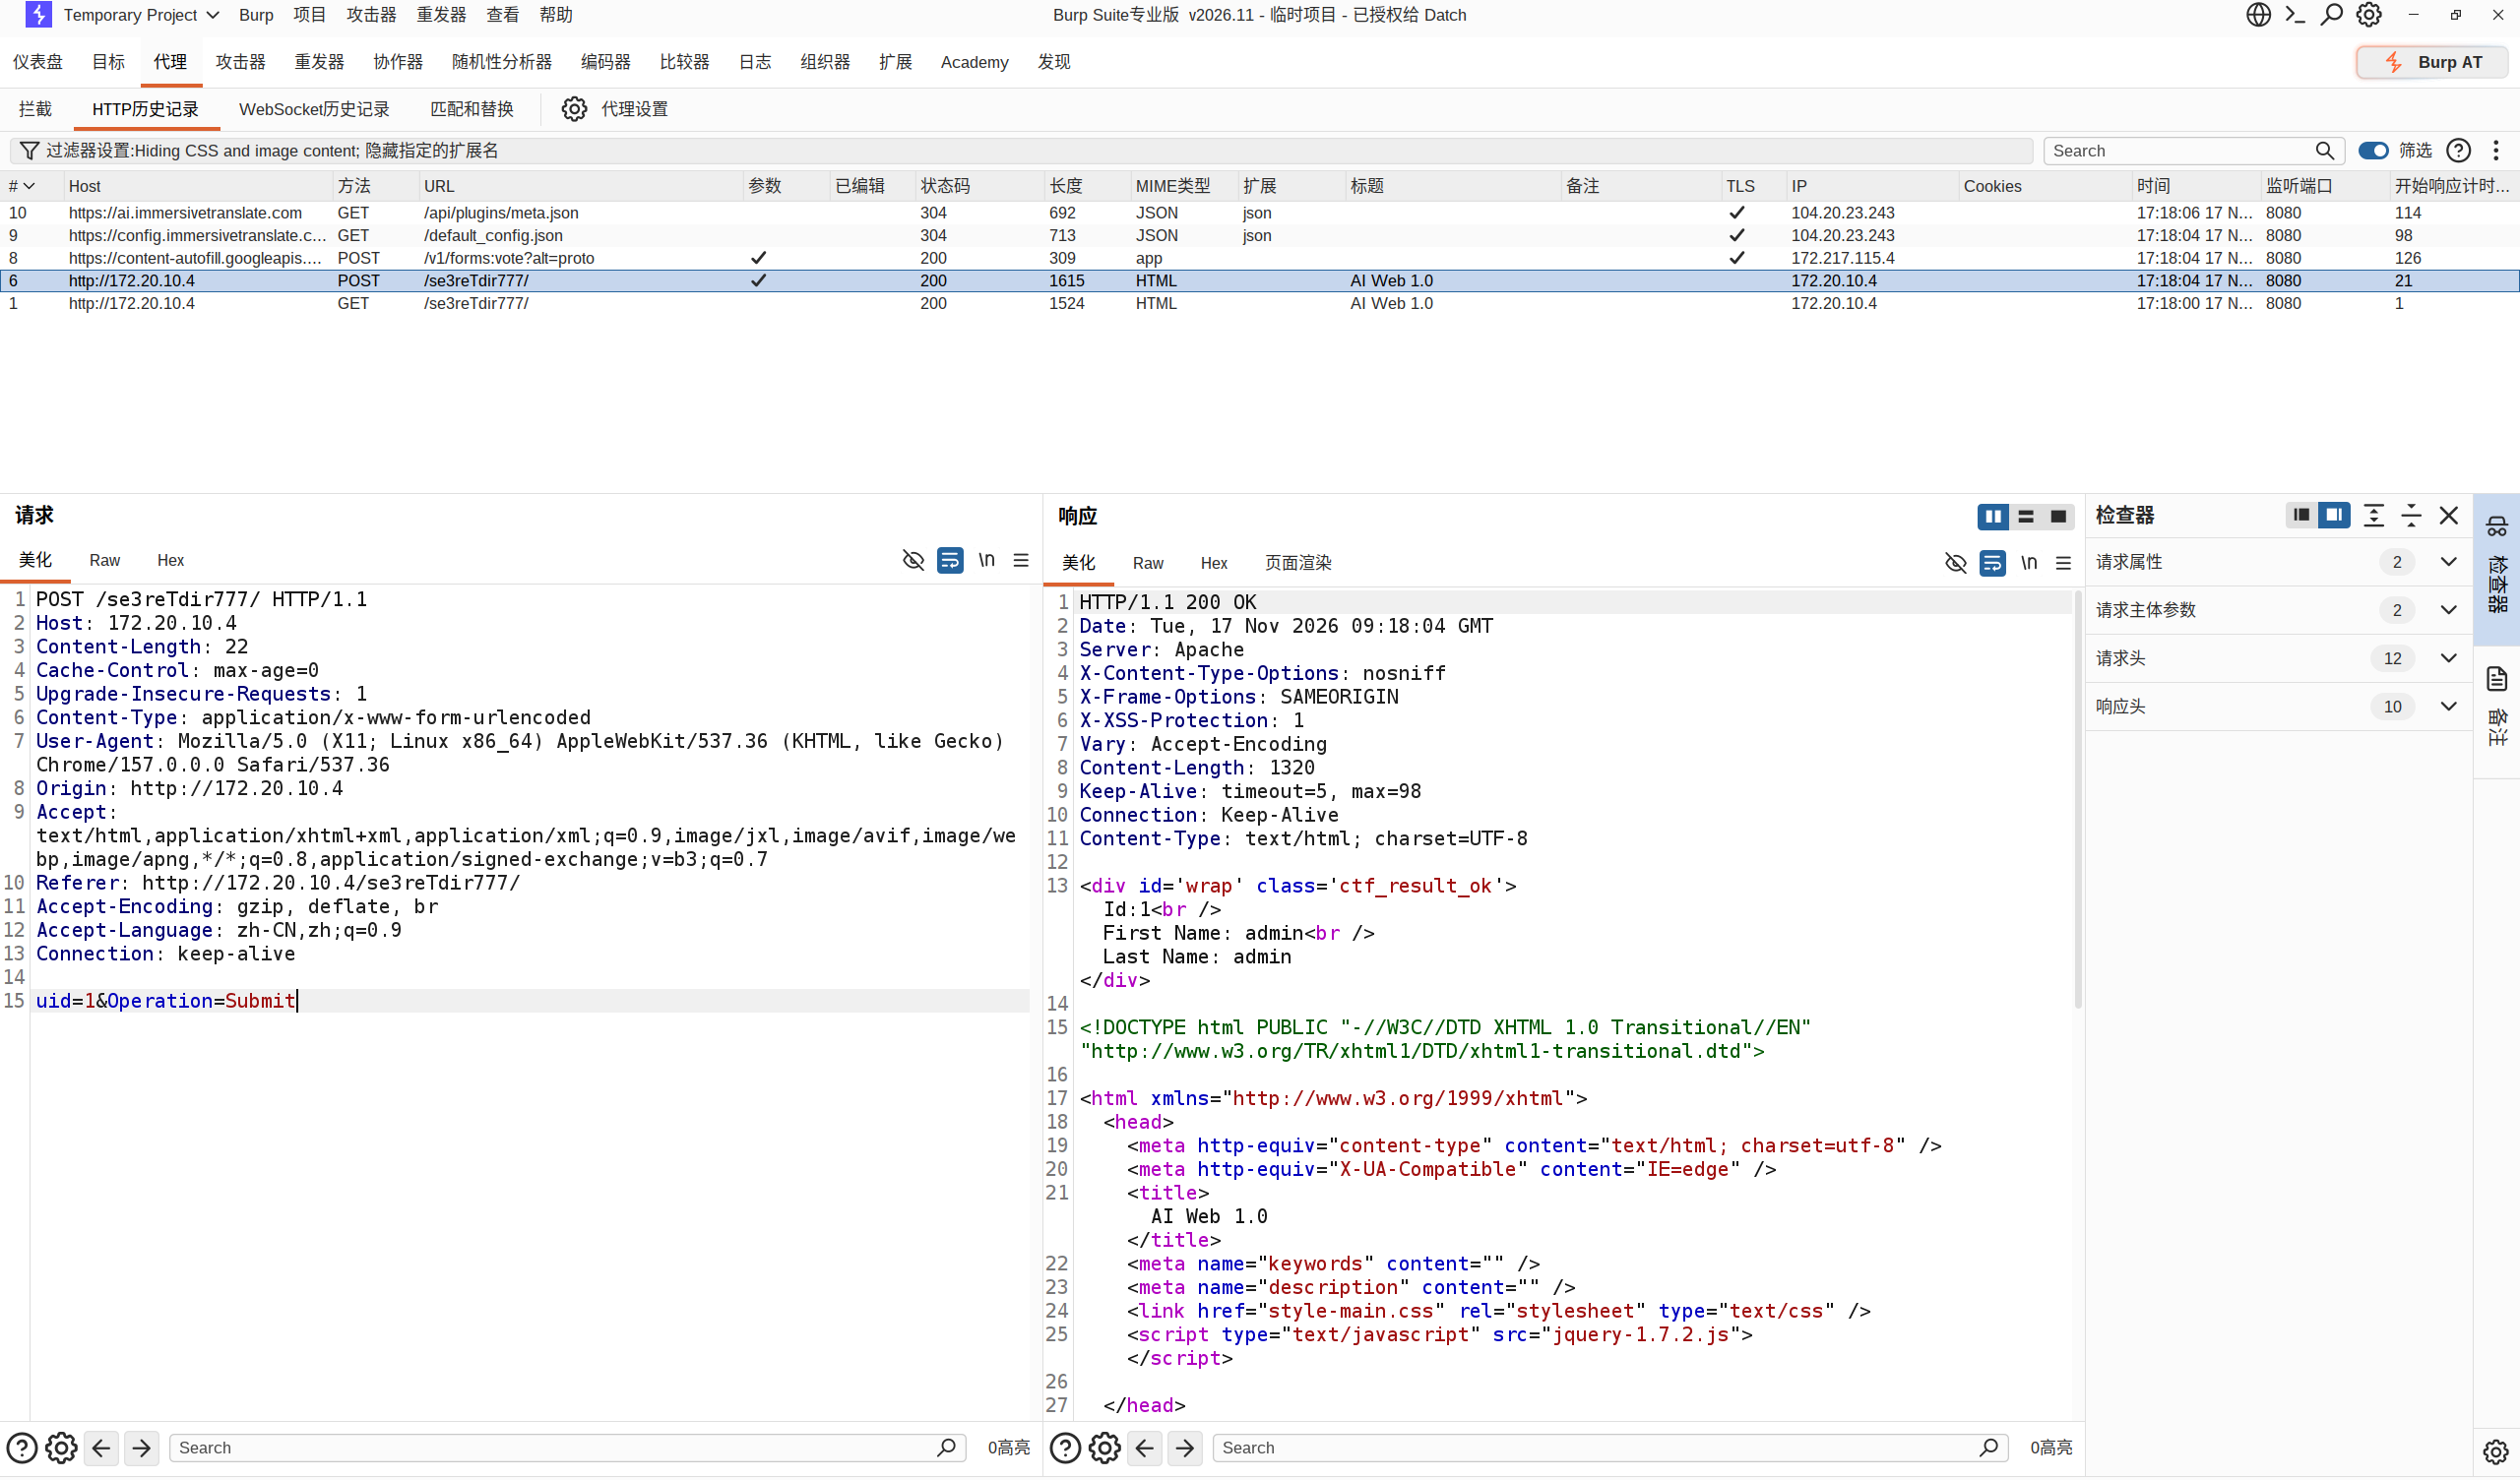 Temporary Project Burp 项目 攻击器 重发器 查看 帮助 Burp Suite专业版 v2026.11 - 临时项目 - 已授权给 Datch
仪表盘 目标 代理 攻击器 重发器 协作器 随机性分析器 编码器 比较器 日志 组织器 扩展 Academy 发现 Burp AT
拦截 HTTP历史记录 WebSocket历史记录 匹配和替换 代理设置
过滤器设置:Hiding CSS and image content; 隐藏指定的扩展名 Search 筛选
# Host 方法 URL 参数 已编辑 状态码 长度 MIME类型 扩展 标题 备注 TLS IP Cookies 时间 监听端口 开始响应计时...
10 https://ai.immersivetranslate.com GET /api/plugins/meta.json 304 692 JSON json ✓ 104.20.23.243 17:18:06 17 N... 8080 114
9 https://config.immersivetranslate.c... GET /default_config.json 304 713 JSON json ✓ 104.20.23.243 17:18:04 17 N... 8080 98
8 https://content-autofill.googleapis.... POST /v1/forms:vote?alt=proto ✓ 200 309 app ✓ 172.217.115.4 17:18:04 17 N... 8080 126
6 http://172.20.10.4 POST /se3reTdir777/ ✓ 200 1615 HTML AI Web 1.0 172.20.10.4 17:18:04 17 N... 8080 21
1 http://172.20.10.4 GET /se3reTdir777/ 200 1524 HTML AI Web 1.0 172.20.10.4 17:18:00 17 N... 8080 1
请求
美化 Raw Hex \n
1 POST /se3reTdir777/ HTTP/1.1
2 Host: 172.20.10.4
3 Content-Length: 22
4 Cache-Control: max-age=0
5 Upgrade-Insecure-Requests: 1
6 Content-Type: application/x-www-form-urlencoded
7 User-Agent: Mozilla/5.0 (X11; Linux x86_64) AppleWebKit/537.36 (KHTML, like Gecko)
Chrome/157.0.0.0 Safari/537.36
8 Origin: http://172.20.10.4
9 Accept:
text/html,application/xhtml+xml,application/xml;q=0.9,image/jxl,image/avif,image/we
bp,image/apng,*/*;q=0.8,application/signed-exchange;v=b3;q=0.7
10 Referer: http://172.20.10.4/se3reTdir777/
11 Accept-Encoding: gzip, deflate, br
12 Accept-Language: zh-CN,zh;q=0.9
13 Connection: keep-alive
14
15 uid=1&Operation=Submit
Search 0高亮
响应
美化 Raw Hex 页面渲染 \n
1 HTTP/1.1 200 OK
2 Date: Tue, 17 Nov 2026 09:18:04 GMT
3 Server: Apache
4 X-Content-Type-Options: nosniff
5 X-Frame-Options: SAMEORIGIN
6 X-XSS-Protection: 1
7 Vary: Accept-Encoding
8 Content-Length: 1320
9 Keep-Alive: timeout=5, max=98
10 Connection: Keep-Alive
11 Content-Type: text/html; charset=UTF-8
12
13 <div id='wrap' class='ctf_result_ok'>
Id:1<br />
First Name: admin<br />
Last Name: admin
</div>
14
15 <!DOCTYPE html PUBLIC "-//W3C//DTD XHTML 1.0 Transitional//EN"
"http://www.w3.org/TR/xhtml1/DTD/xhtml1-transitional.dtd">
16
17 <html xmlns="http://www.w3.org/1999/xhtml">
18 <head>
19 <meta http-equiv="content-type" content="text/html; charset=utf-8" />
20 <meta http-equiv="X-UA-Compatible" content="IE=edge" />
21 <title>
AI Web 1.0
</title>
22 <meta name="keywords" content="" />
23 <meta name="description" content="" />
24 <link href="style-main.css" rel="stylesheet" type="text/css" />
25 <script type="text/javascript" src="jquery-1.7.2.js">
</script>
26
27 </head>
Search 0高亮
检查器
请求属性 2
请求主体参数 2
请求头 12
响应头 10
检查器
备注